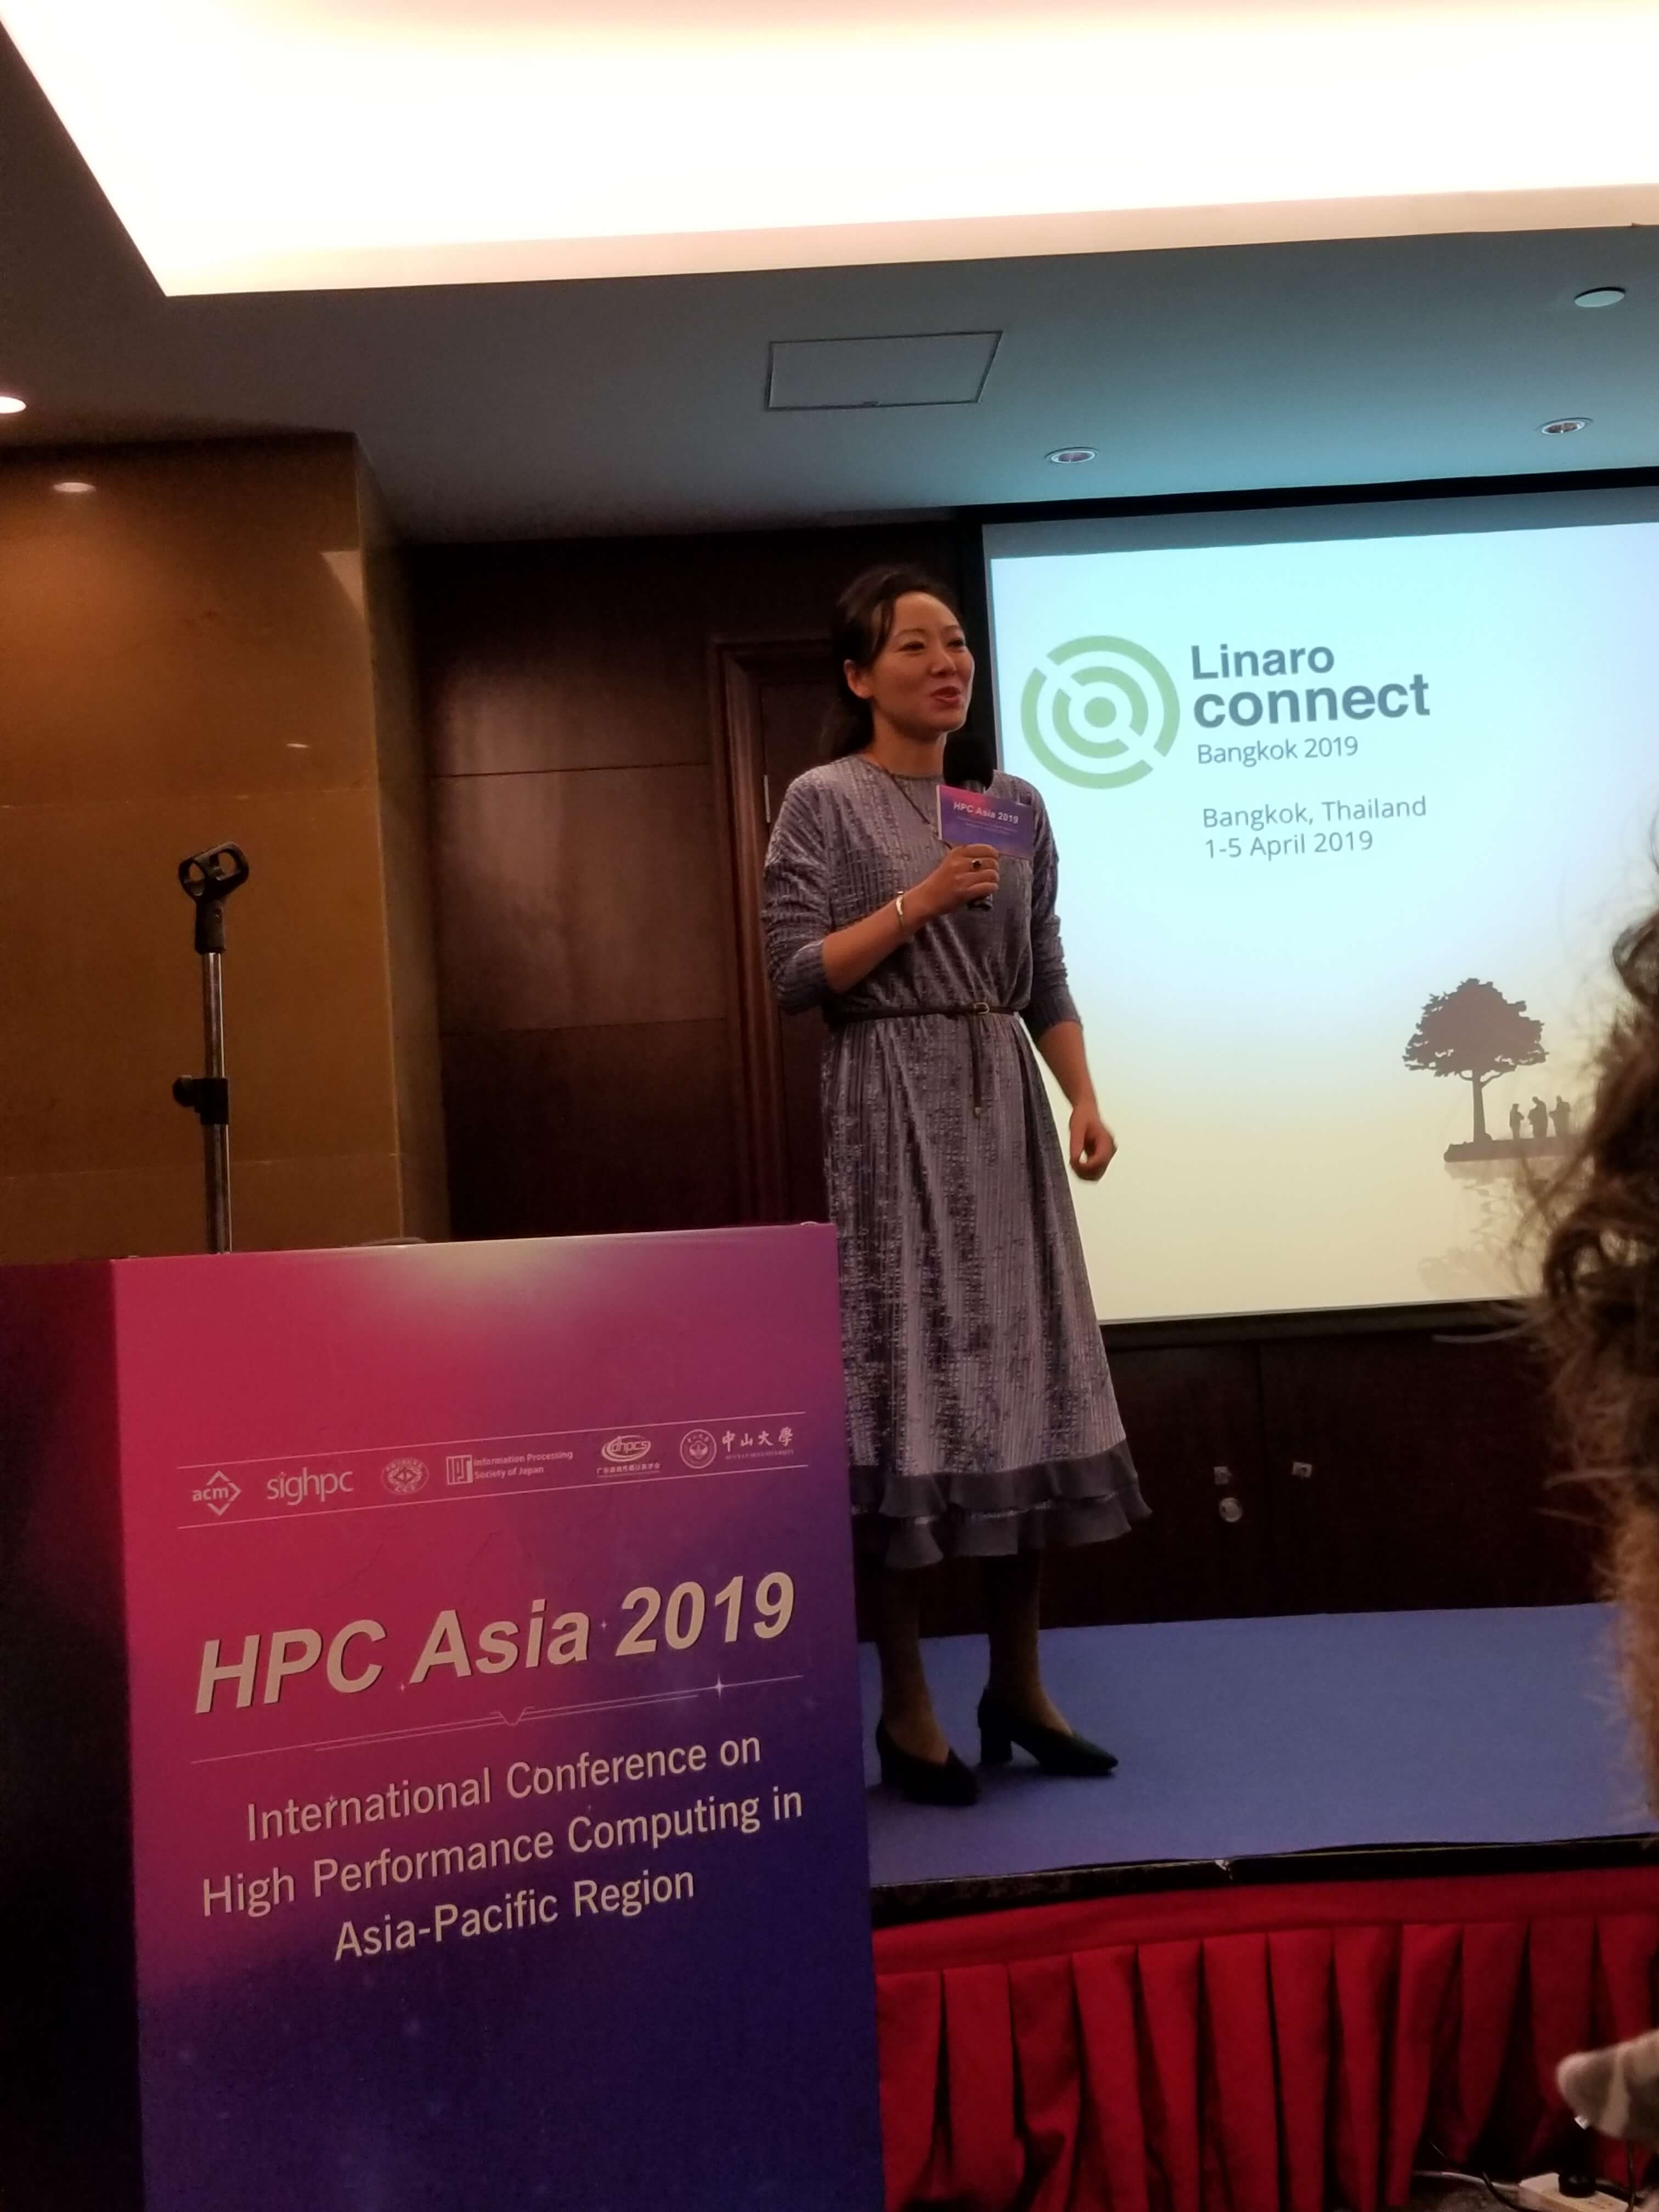 Linaro
connect
Bangkok 2019
Bangkok, Thailand
1-5 April 2019
HPC Asia 2019
acm
sighpc
IPSJ Information Processing
Society of Japan
中山大學
HPC Asia 2019
International Conference on
High Performance Computing in
Asia-Pacific Region